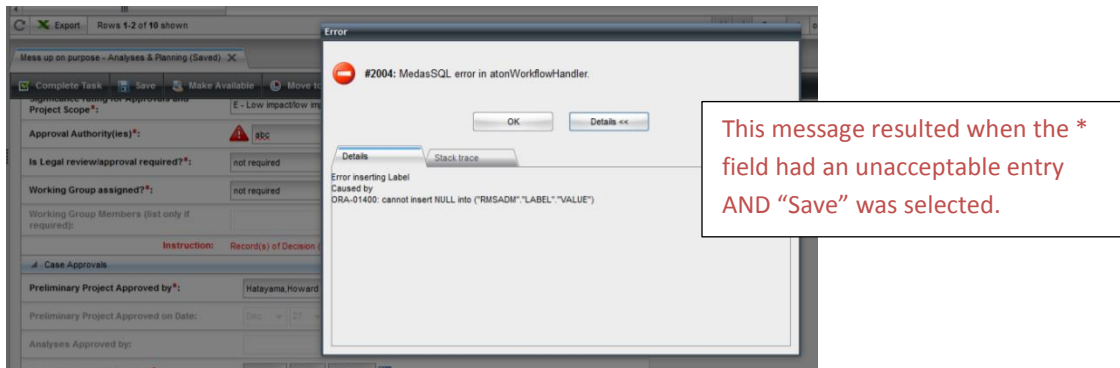 Export Rows 1-2 of 10 shown
Error
Mess up on purpose - Analyses & Planning (Saved) X
#2004: MedasSQL error in atonWorkflowHandler.
Complete Task Save Make Available Move to
Significance rating for Approvals and
Project Scope*: E - Low impact/low im
OK Details <<
This message resulted when the *
field had an unacceptable entry
AND “Save” was selected.
Approval Authority(ies)*: abc
Details Stack trace
Is Legal review/approval required?*: not required
Error inserting Label
Caused by
ORA-01400: cannot insert NULL into ("RMSADM"."LABEL"."VALUE")
Working Group assigned?*: not required
Working Group Members (list only if
required):
Instruction: Record(s) of Decision (
Case Approvals
Preliminary Project Approved by*: Hatayama,Howard
Preliminary Project Approved on Date: Dec 27
Analyses Approved by: